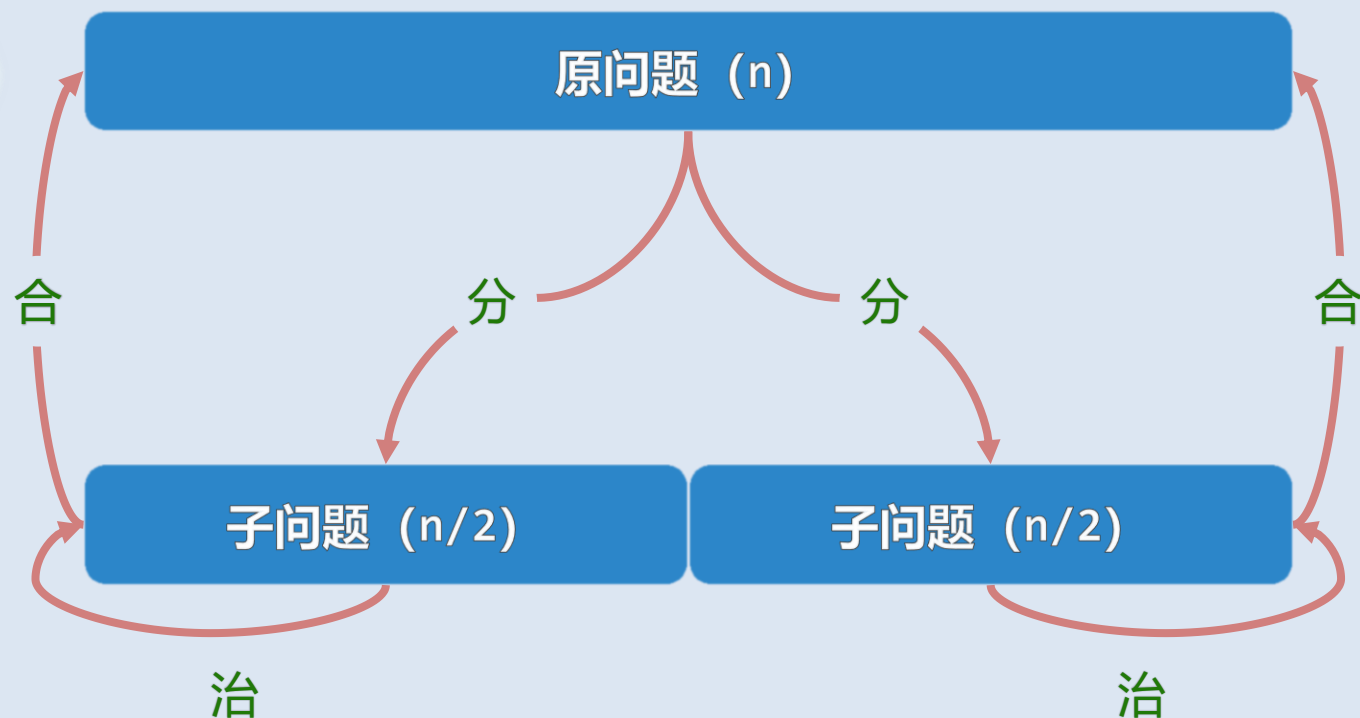 原问题 (n)
合 分 分 合
子问题 (n/2) 子问题 (n/2)
治 治